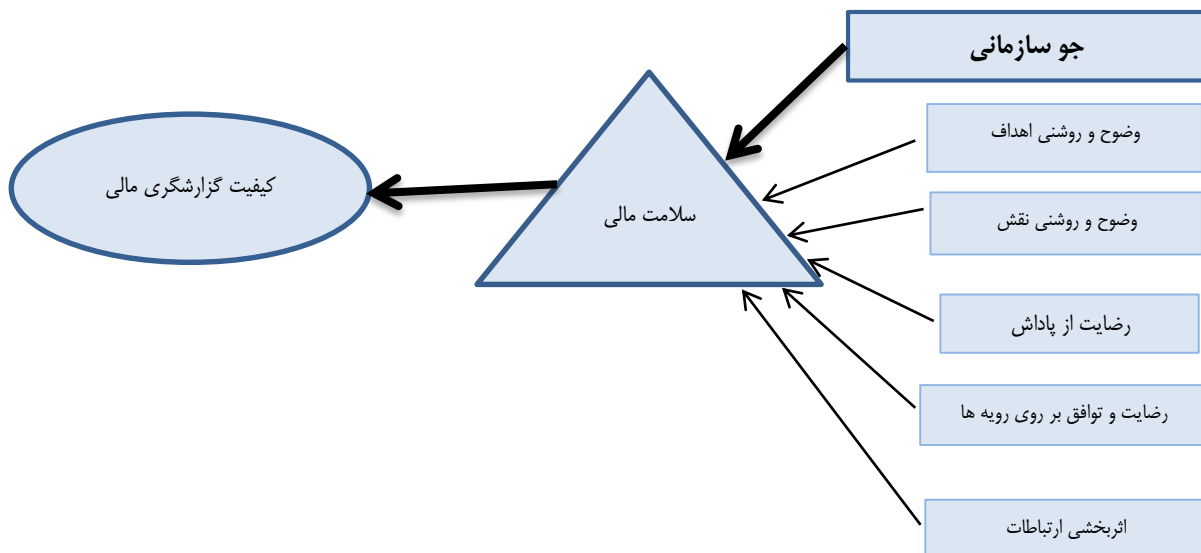 جو سازمانی
وضوح و روشنی اهداف
وضوح و روشنی نقش
رضایت از پاداش
رضایت و توافق بر روی رویه ها
اثربخشی ارتباطات
سلامت مالی
کیفیت گزارشگری مالی